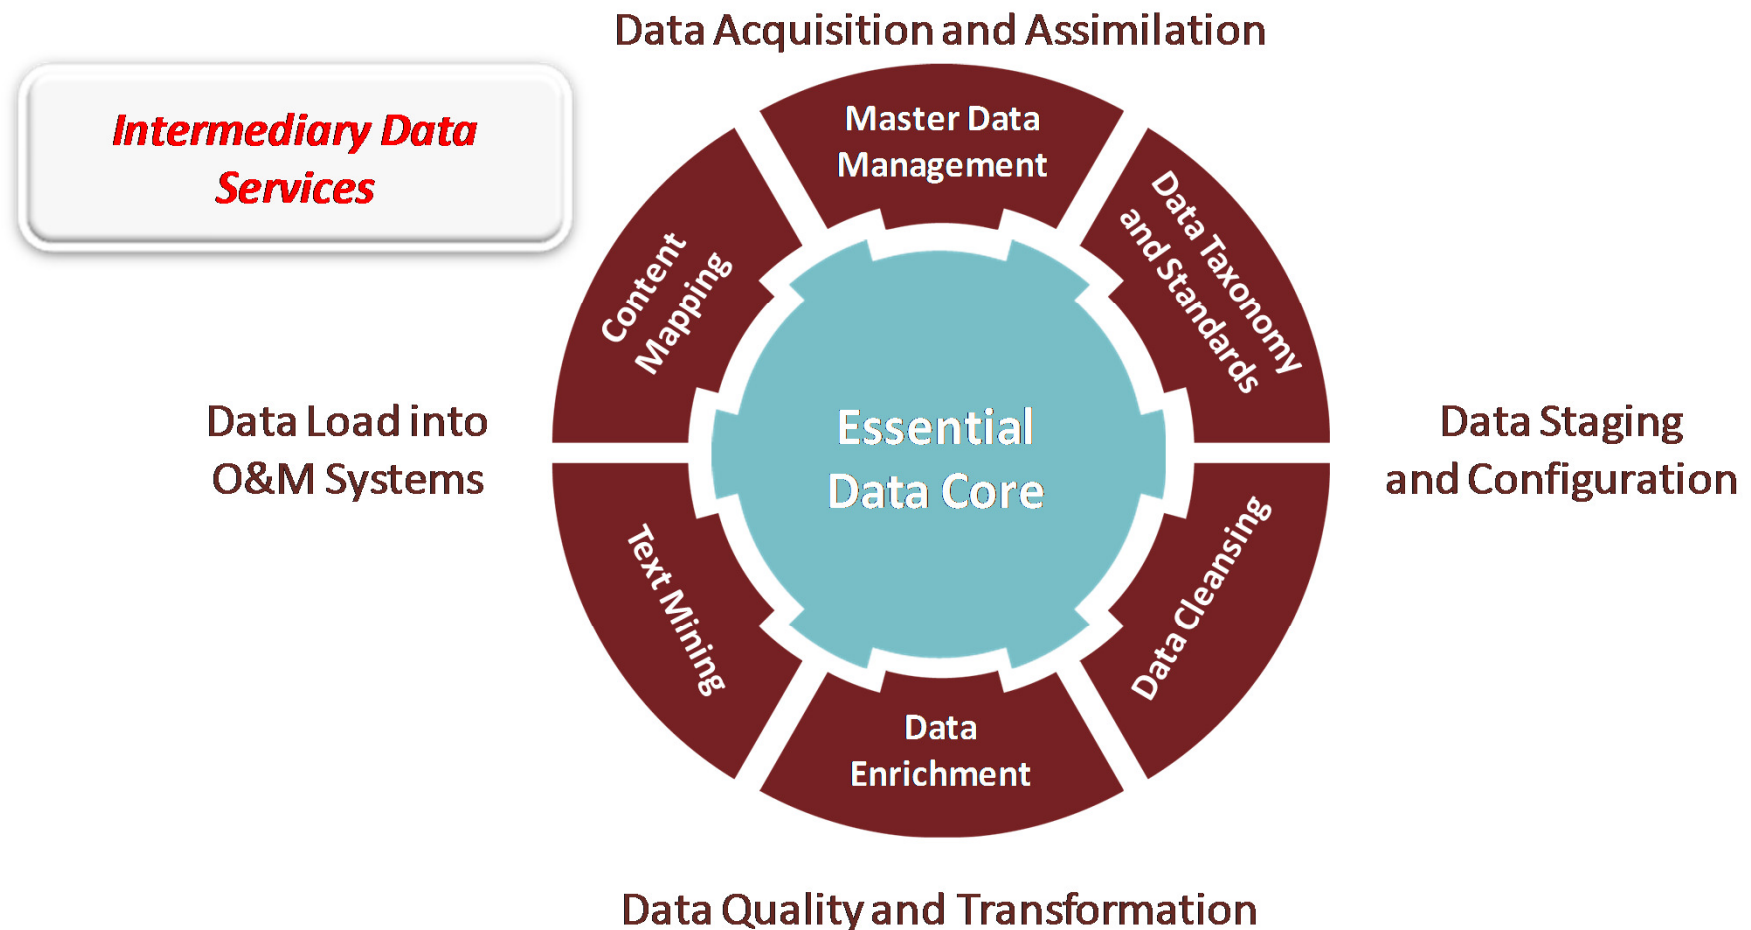 Data Acquisition and Assimilation
Intermediary Data
Services
Master Data
Management
Data Taxonomy
and Standards
Content
Mapping
Essential
Data Core
Data Load into
O&M Systems
Data Staging
and Configuration
Text Mining
Data Cleansing
Data
Enrichment
Data Quality and Transformation